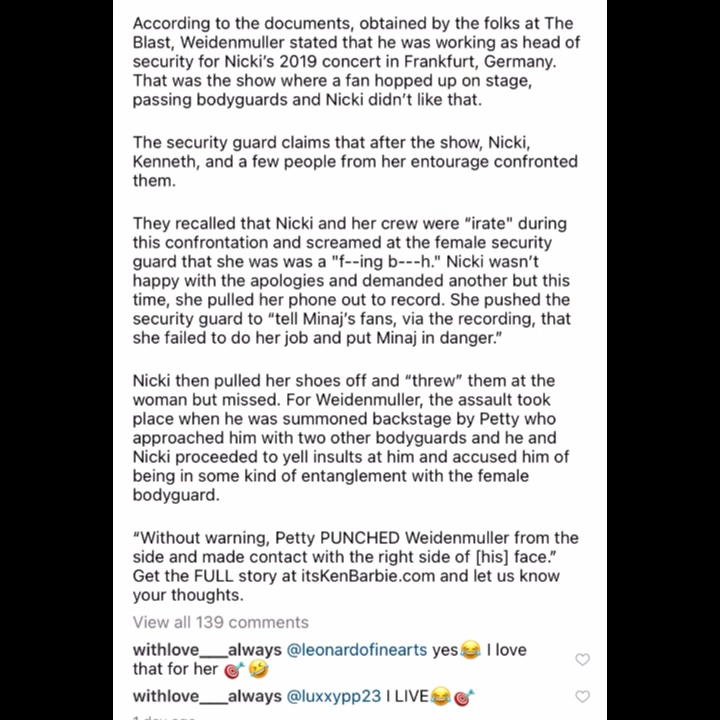 According to the documents, obtained by the folks at The
Blast, Weidenmuller stated that he was working as head of
security for Nicki's 2019 concert in Frankfurt, Germany.
That was the show where a fan hopped up on stage,
passing bodyguards and Nicki didn't like that.
The security guard claims that after the show, Nicki,
Kenneth, and a few people from her entourage confronted
them.
They recalled that Nicki and her crew were “irate" during
this confrontation and screamed at the female security
guard that she was was a "f--ing b---h." Nicki wasn't
happy with the apologies and demanded another but this
time, she pulled her phone out to record. She pushed the
security guard to “tell Minaj's fans, via the recording, that
she failed to do her job and put Minaj in danger.”
Nicki then pulled her shoes off and “threw” them at the
woman but missed. For Weidenmuller, the assault took
place when he was summoned backstage by Petty who
approached him with two other bodyguards and he and
Nicki proceeded to yell insults at him and accused him of
being in some kind of entanglement with the female
bodyguard.
“Without warning, Petty PUNCHED Weidenmuller from the
side and made contact with the right side of [his] face.”
Get the FULL story at itsKenBarbie.com and let us know
your thoughts.
View all 139 comments
withlove___always @leonardofinearts yes😂 I love
that for her 🎯🤣
withlove___always @luxxypp23 I LIVE😂🎯
1 day ago